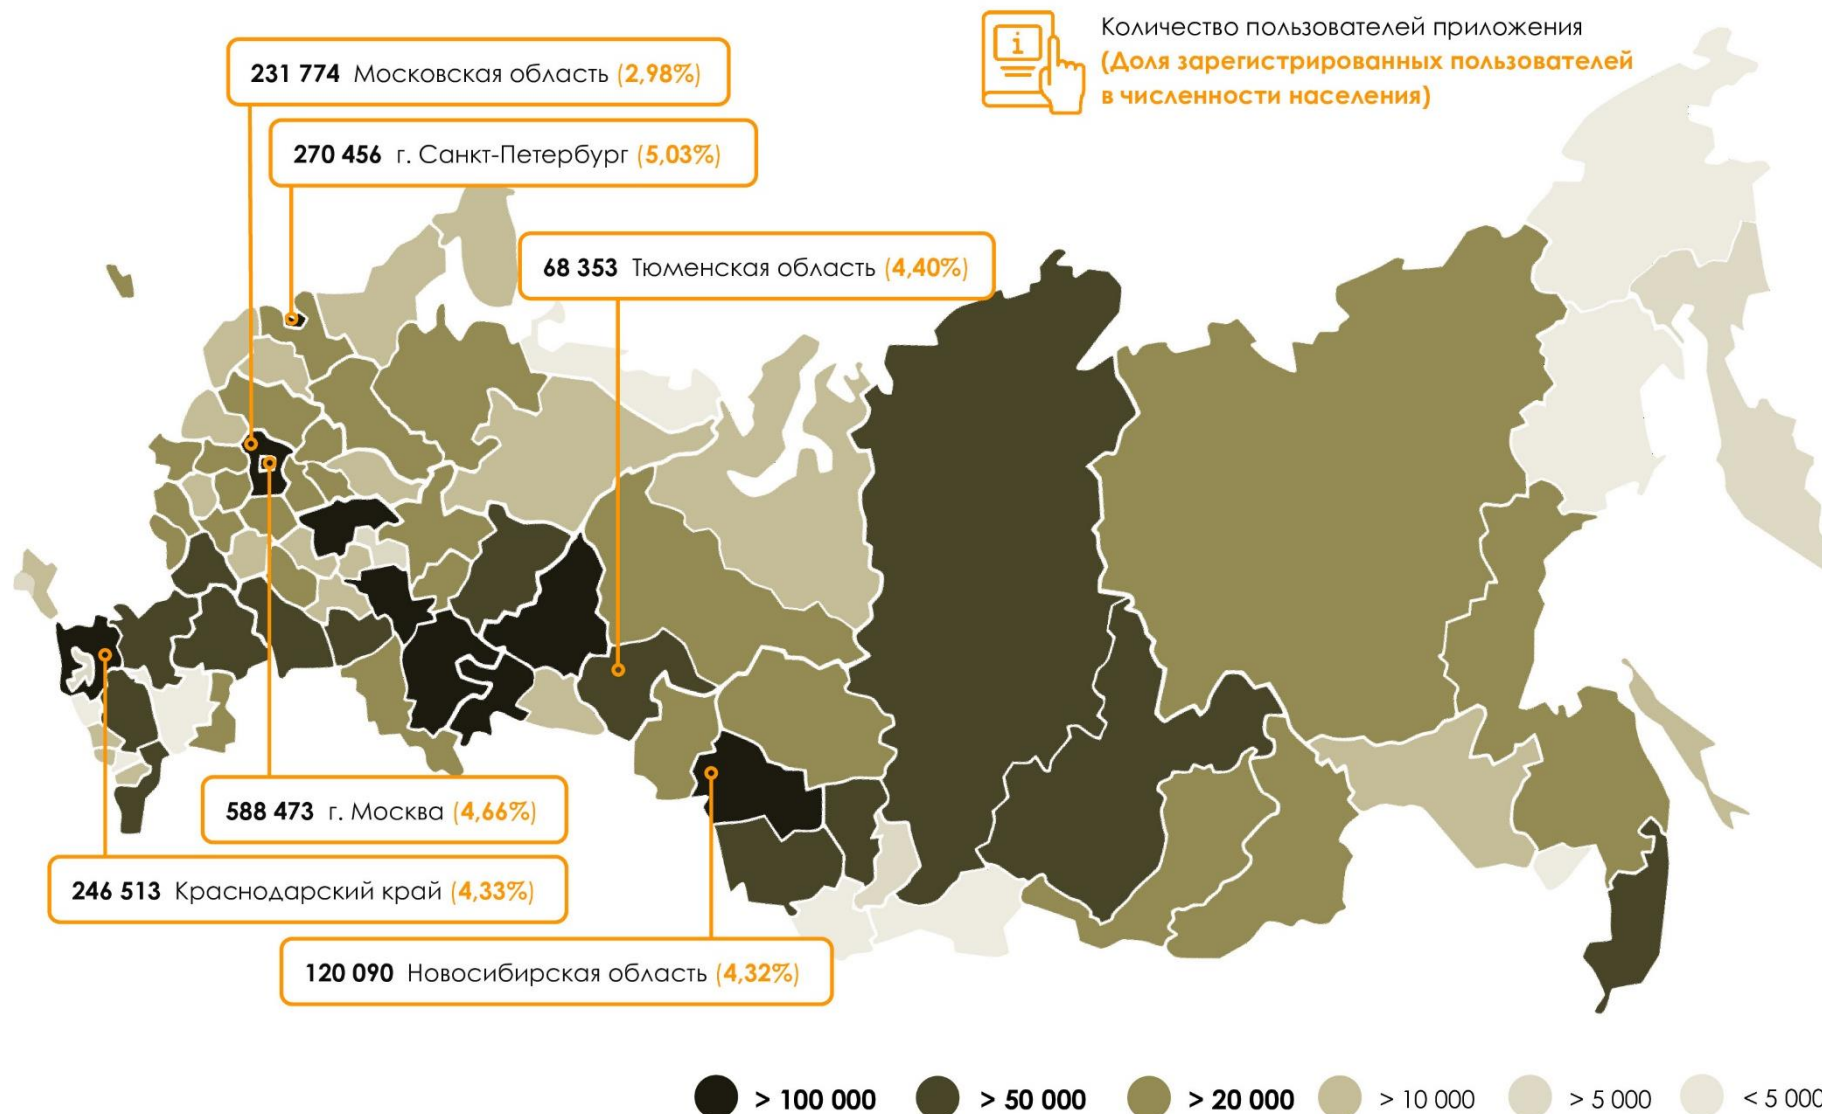 i
Количество пользователей приложения
(Доля зарегистрированных пользователей
в численности населения)
231 774 Московская область (2,98%)
270 456 г. Санкт-Петербург (5,03%)
68 353 Тюменская область (4,40%)
588 473 г. Москва (4,66%)
246 513 Краснодарский край (4,33%)
120 090 Новосибирская область (4,32%)
> 100 000 > 50 000 > 20 000 > 10 000 > 5 000 < 5 000